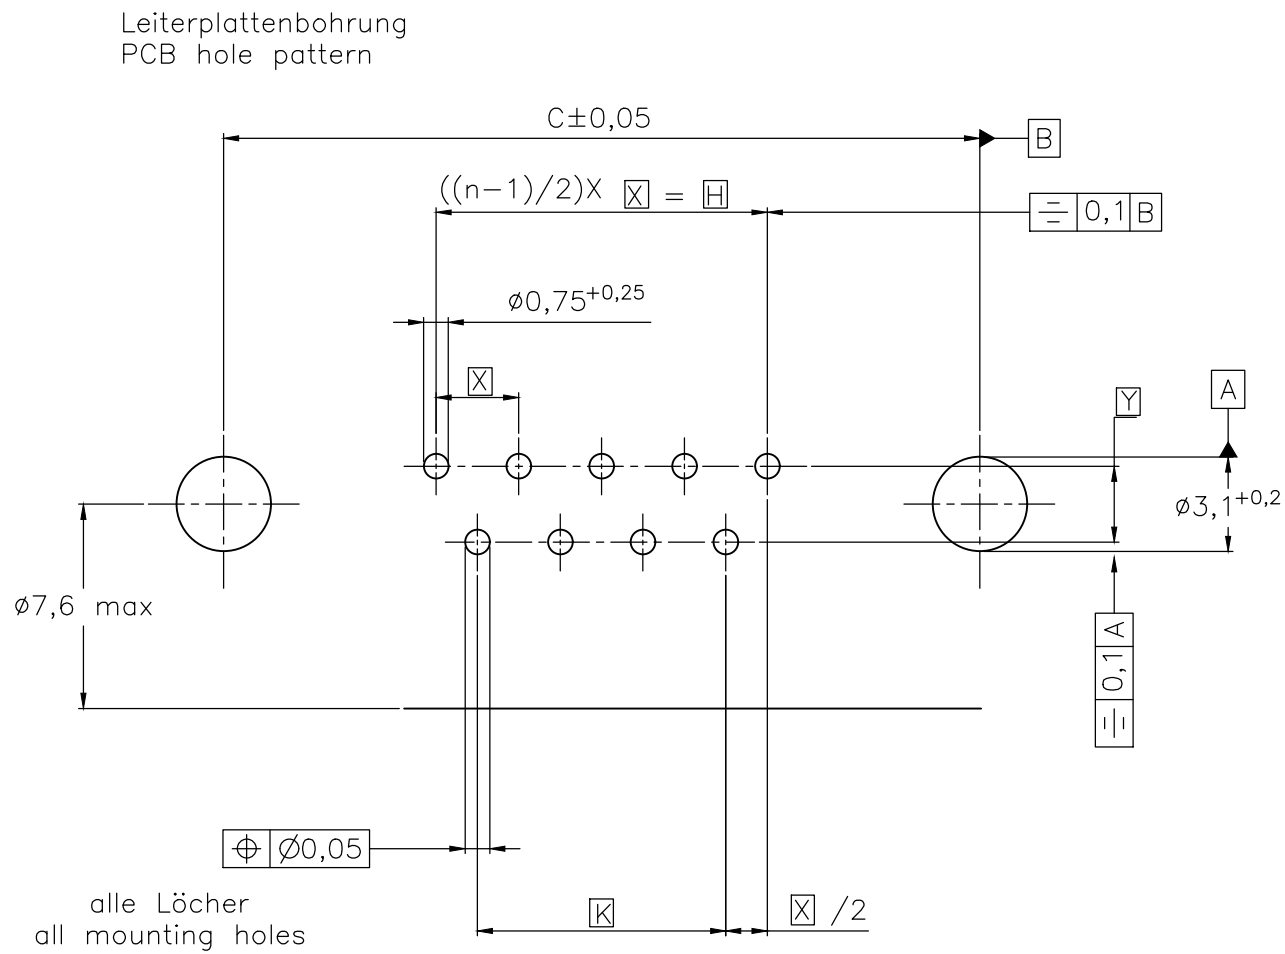 Leiterplattenbohrung
PCB hole pattern
C±0,05
B
((n-1)/2)X X = H
⌯ 0,1 B
ø0,75+0,25
X
Y
A
ø3,1+0,2
ø7,6 max
⌯ 0,1 A
⌖ Ø0,05
alle Löcher
all mounting holes
K
X /2